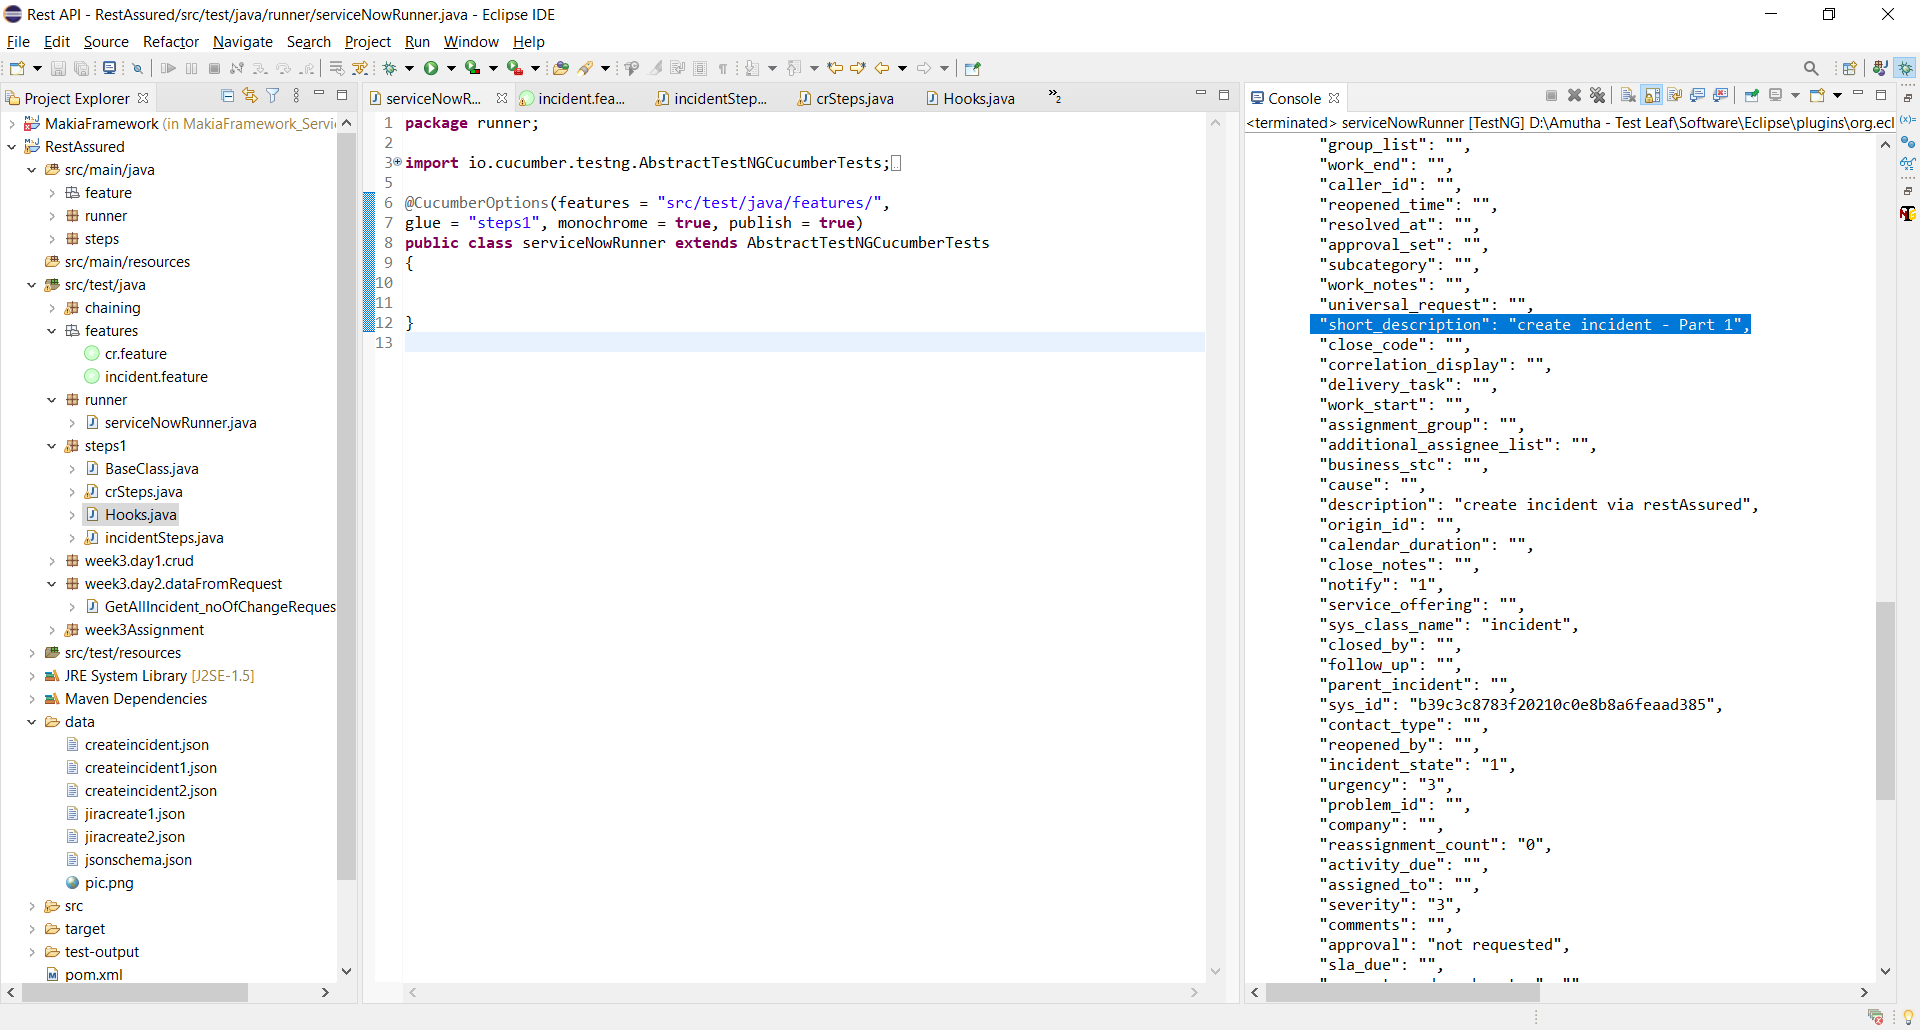 Rest API - RestAssured/src/test/java/runner/serviceNowRunner.java - Eclipse IDE
File Edit Source Refactor Navigate Search Project Run Window Help
Project Explorer
MakiaFramework (in MakiaFramework_Servi
RestAssured
src/main/java
feature
runner
steps
src/main/resources
src/test/java
chaining
features
cr.feature
incident.feature
runner
serviceNowRunner.java
steps1
BaseClass.java
crSteps.java
Hooks.java
incidentSteps.java
week3.day1.crud
week3.day2.dataFromRequest
GetAllIncident_noOfChangeReques
week3Assignment
src/test/resources
JRE System Library [J2SE-1.5]
Maven Dependencies
data
createincident.json
createincident1.json
createincident2.json
jiracreate1.json
jiracreate2.json
jsonschema.json
pic.png
src
target
test-output
pom.xml
serviceNowR... incident.fea... incidentStep... crSteps.java Hooks.java »2
1 package runner;
2
3 import io.cucumber.testng.AbstractTestNGCucumberTests;
5
6 @CucumberOptions(features = "src/test/java/features/",
7 glue = "steps1", monochrome = true, publish = true)
8 public class serviceNowRunner extends AbstractTestNGCucumberTests
9 {
10
11
12 }
13
Console
<terminated> serviceNowRunner [TestNG] D:\Amutha - Test Leaf\Software\Eclipse\plugins\org.ecl
"group_list": "",
"work_end": "",
"caller_id": "",
"reopened_time": "",
"resolved_at": "",
"approval_set": "",
"subcategory": "",
"work_notes": "",
"universal_request": "",
"short_description": "create incident - Part 1",
"close_code": "",
"correlation_display": "",
"delivery_task": "",
"work_start": "",
"assignment_group": "",
"additional_assignee_list": "",
"business_stc": "",
"cause": "",
"description": "create incident via restAssured",
"origin_id": "",
"calendar_duration": "",
"close_notes": "",
"notify": "1",
"service_offering": "",
"sys_class_name": "incident",
"closed_by": "",
"follow_up": "",
"parent_incident": "",
"sys_id": "b39c3c8783f20210c0e8b8a6feaad385",
"contact_type": "",
"reopened_by": "",
"incident_state": "1",
"urgency": "3",
"problem_id": "",
"company": "",
"reassignment_count": "0",
"activity_due": "",
"assigned_to": "",
"severity": "3",
"comments": "",
"approval": "not requested",
"sla_due": "",